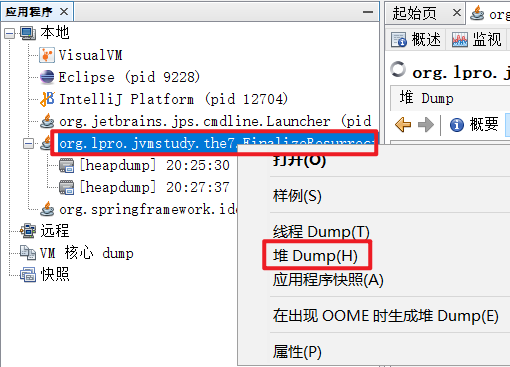 应用程序
起始页
org
本地
概述
监视
VisualVM
Eclipse (pid 9228)
org.lpro.jvmstudy.the
IntelliJ Platform (pid 12704)
堆 Dump
org.jetbrains.jps.cmdline.Launcher (pid
org.lpro.jvmstudy.the7.FinalizeResurrec
概要
[heapdump] 20:25:30
[heapdump] 20:27:37
org.springframework.ide
远程
VM 核心 dump
快照
打开(O)
样例(S)
线程 Dump(T)
堆 Dump(H)
应用程序快照(A)
在出现 OOME 时生成堆 Dump(E)
属性(P)